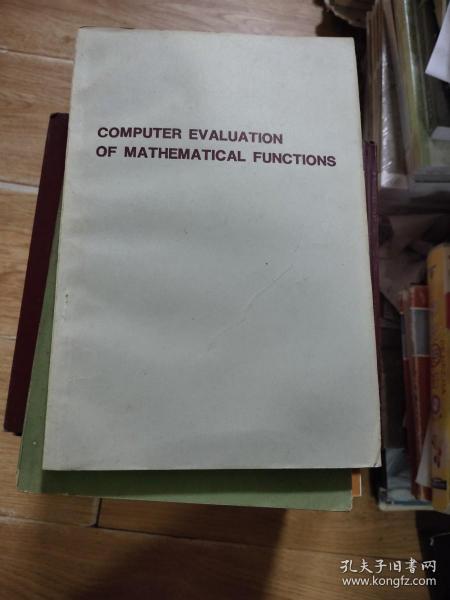 COMPUTER EVALUATION
OF MATHEMATICAL FUNCTIONS
孔夫子旧书网
www.kongfz.com